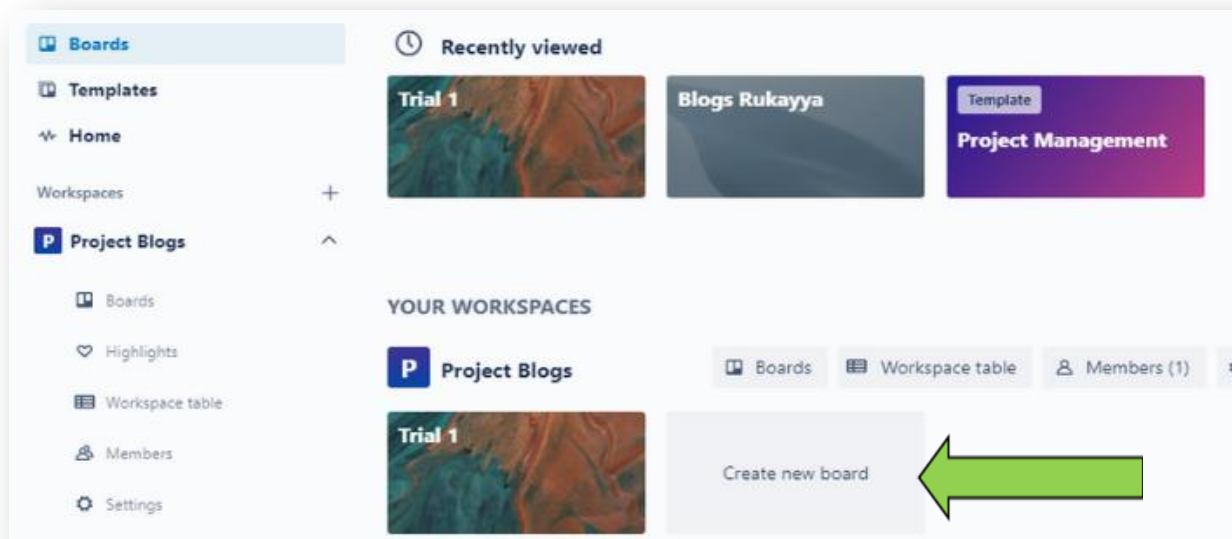 Boards
Templates
Home
Workspaces +
P Project Blogs
Boards
Highlights
Workspace table
Members
Settings
Recently viewed
Trial 1
Blogs Rukayya
Template
Project Management
YOUR WORKSPACES
P Project Blogs
Boards
Workspace table
Members (1)
Trial 1
Create new board